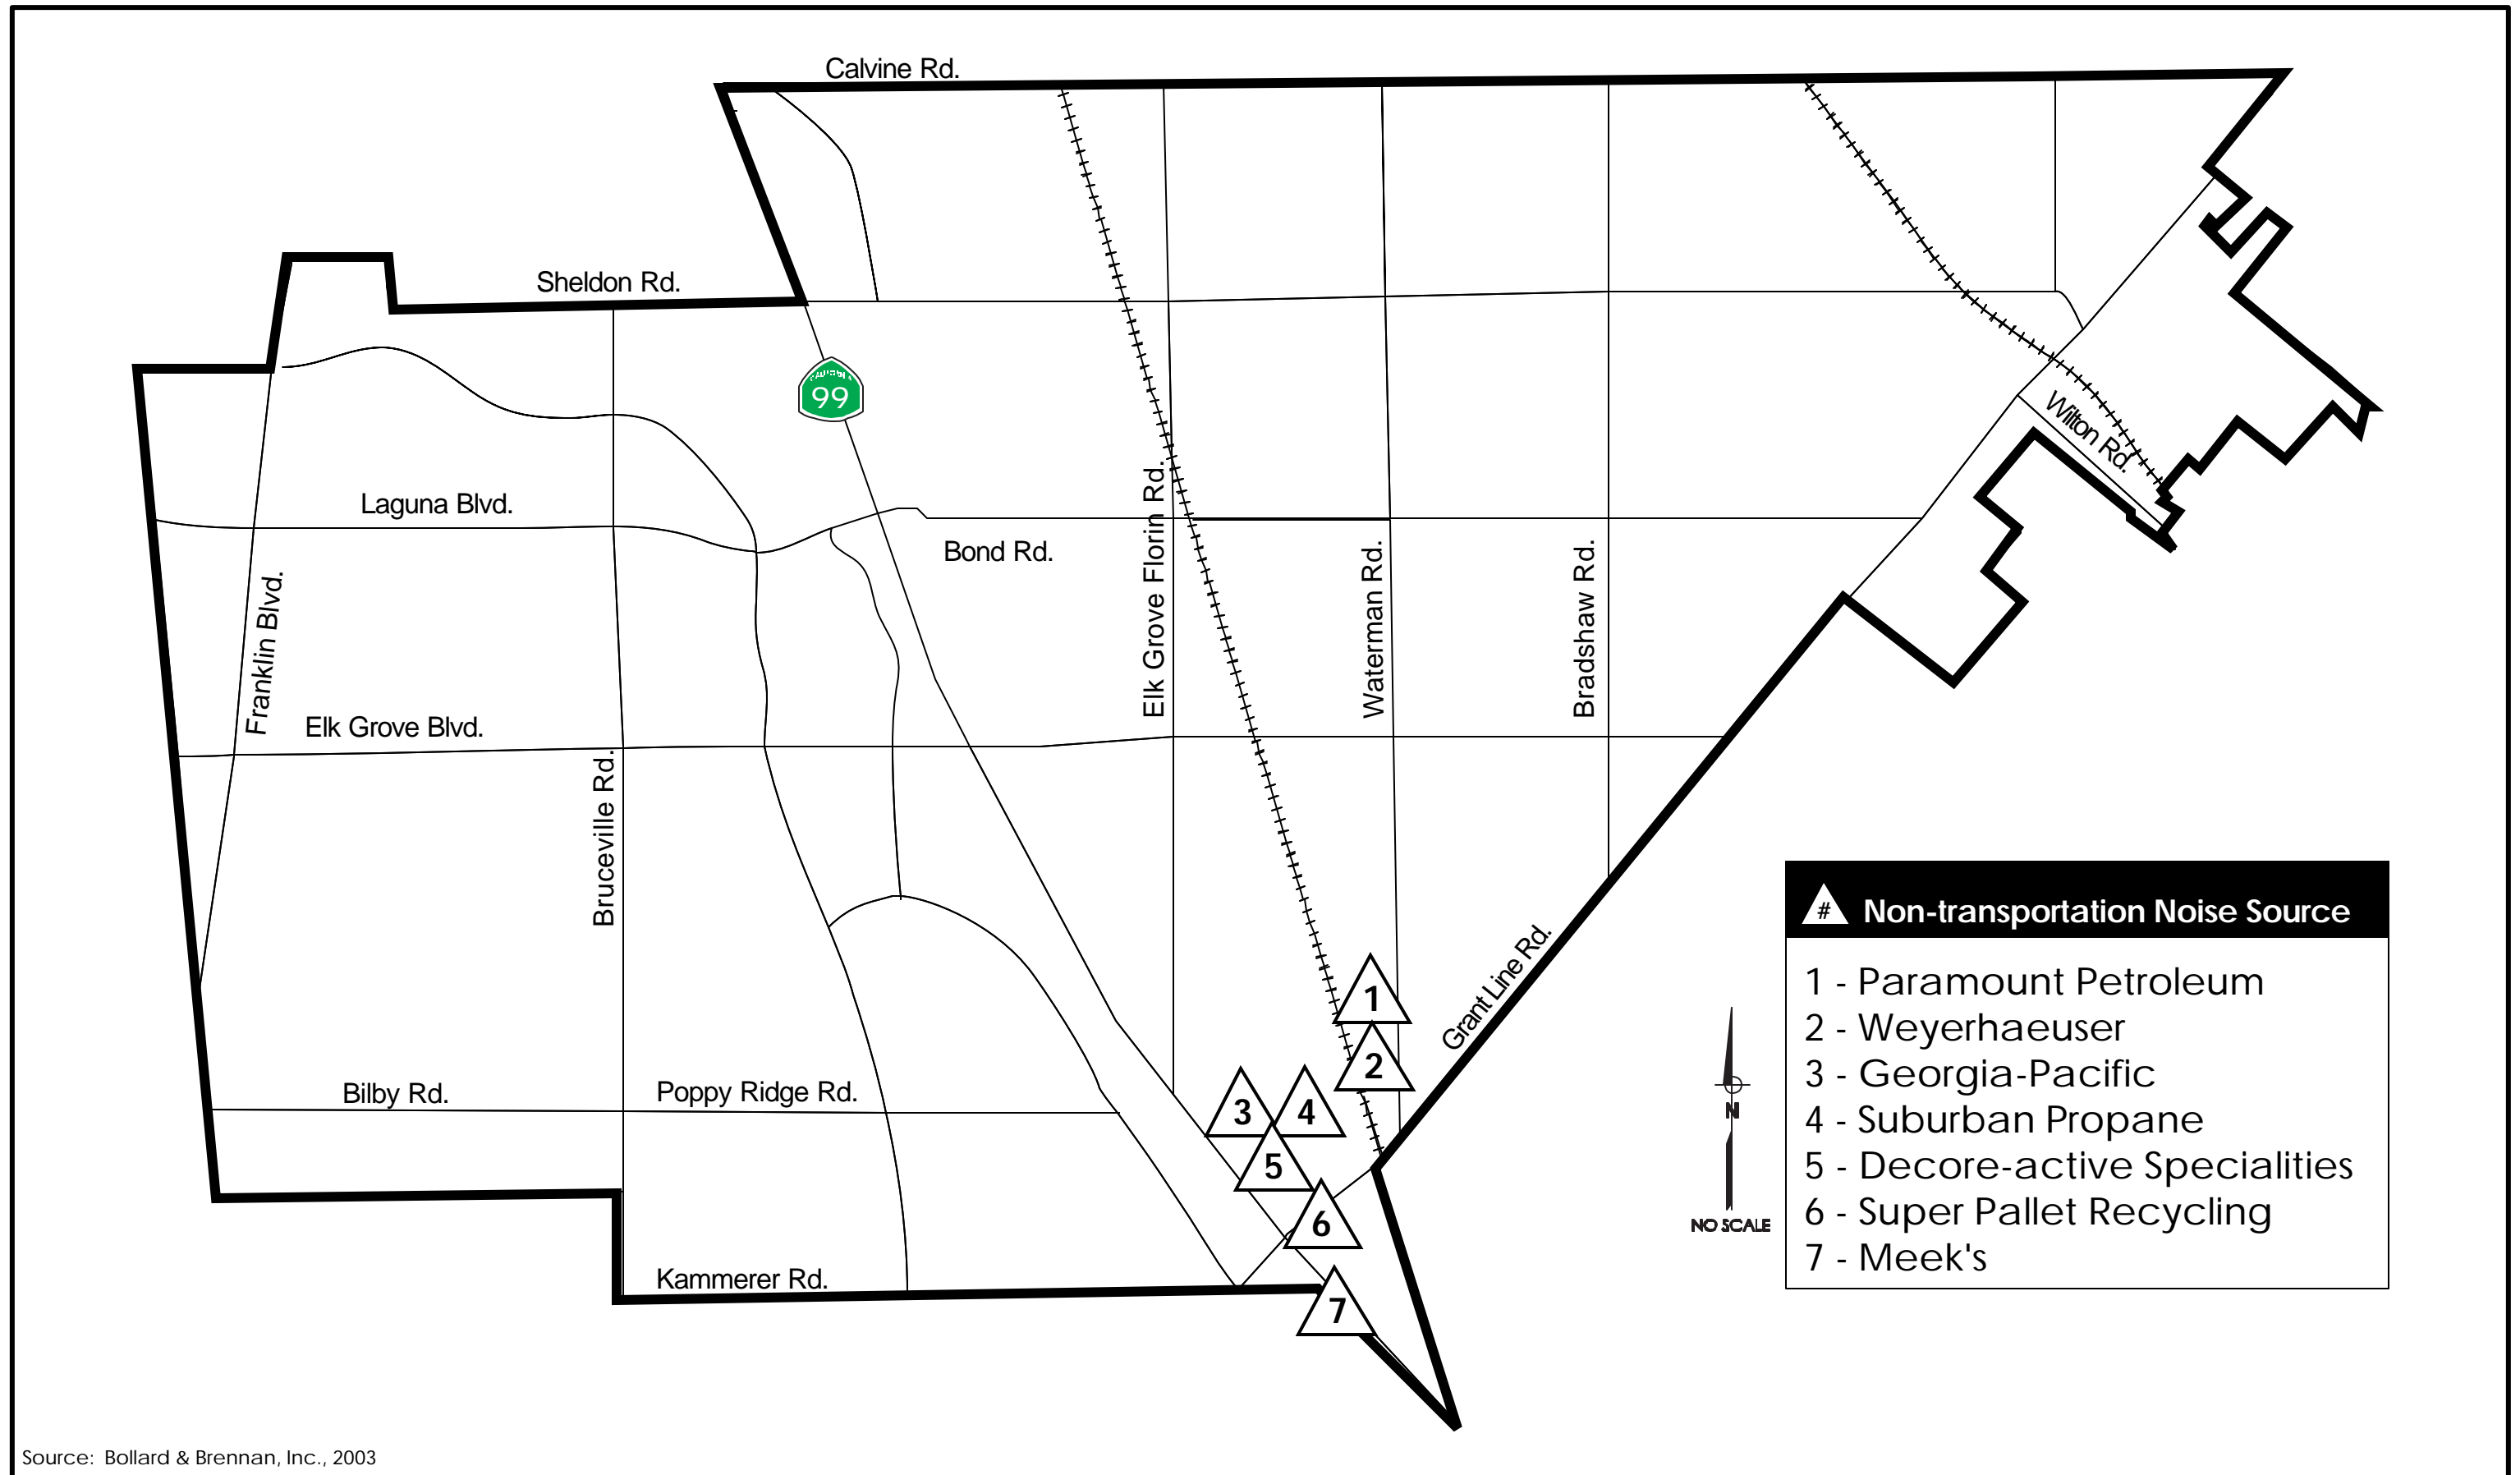 Calvine Rd.
Sheldon Rd.
99
Wilton Rd.
Laguna Blvd.
Bond Rd.
Franklin Blvd.
Elk Grove Florin Rd.
Waterman Rd.
Bradshaw Rd.
Elk Grove Blvd.
Bruceville Rd.
Grant Line Rd.
Bilby Rd.
Poppy Ridge Rd.
Kammerer Rd.
1
2
3
4
5
6
7
N
NO SCALE
# Non-transportation Noise Source
1 - Paramount Petroleum
2 - Weyerhaeuser
3 - Georgia-Pacific
4 - Suburban Propane
5 - Decore-active Specialities
6 - Super Pallet Recycling
7 - Meek's
Source: Bollard & Brennan, Inc., 2003